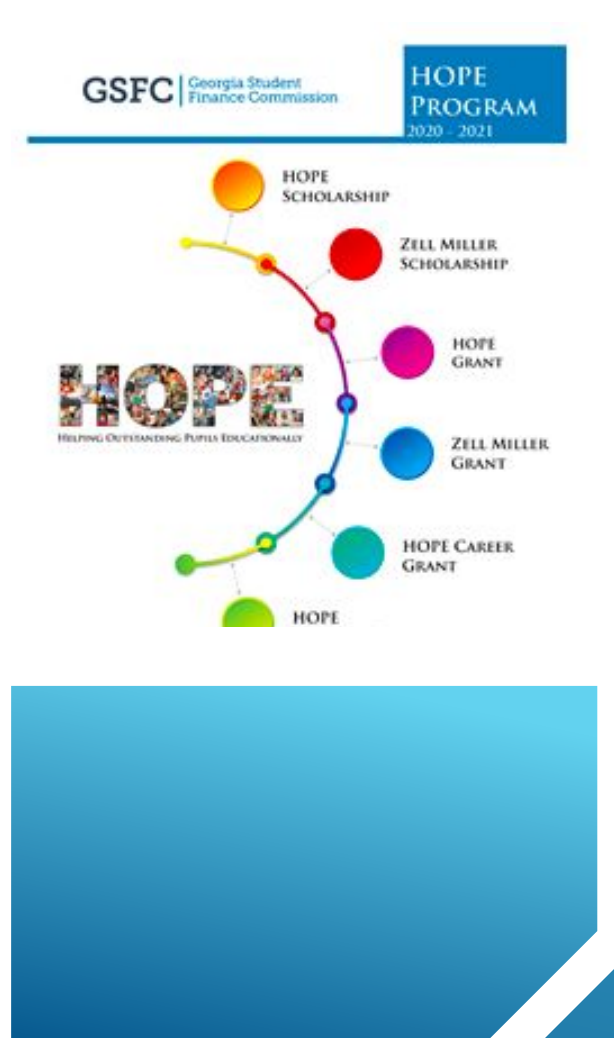 GSFC
Georgia Student
Finance Commission
HOPE
PROGRAM
2020 - 2021
HOPE
SCHOLARSHIP
ZELL MILLER
SCHOLARSHIP
HOPE
GRANT
HOPE
HELPING OUTSTANDING PUPILS EDUCATIONALLY
ZELL MILLER
GRANT
HOPE CAREER
GRANT
HOPE